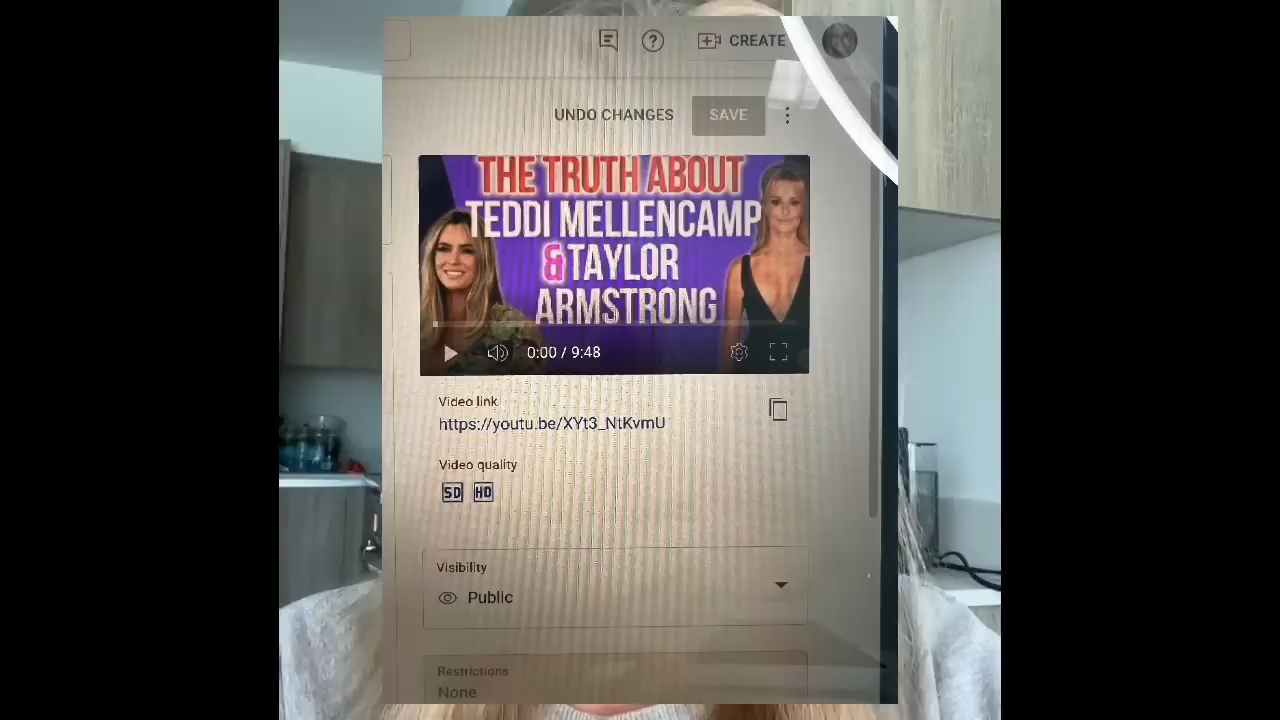 CREATE
UNDO CHANGES
SAVE
THE TRUTH ABOUT
TEDDI MELLENCAMP
& TAYLOR
ARMSTRONG
0:00 / 9:48
Video link
https://youtu.be/XYt3_NtKvmU
Video quality
SD HD
Visibility
Public
Restrictions
None